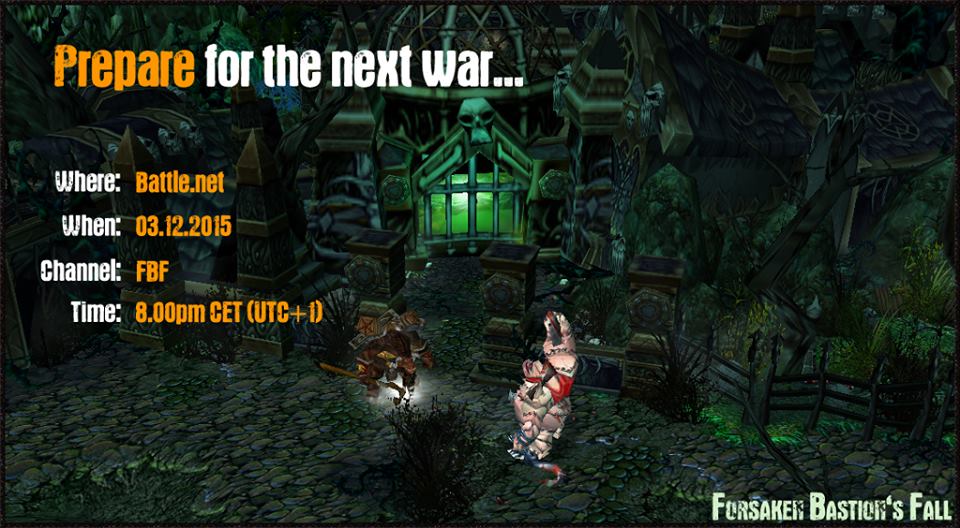 Prepare for the next war...
Where: Battle.net
When: 03.12.2015
Channel: FBF
Time: 8.00pm CET (UTC+1)
Forsaken Bastion's Fall